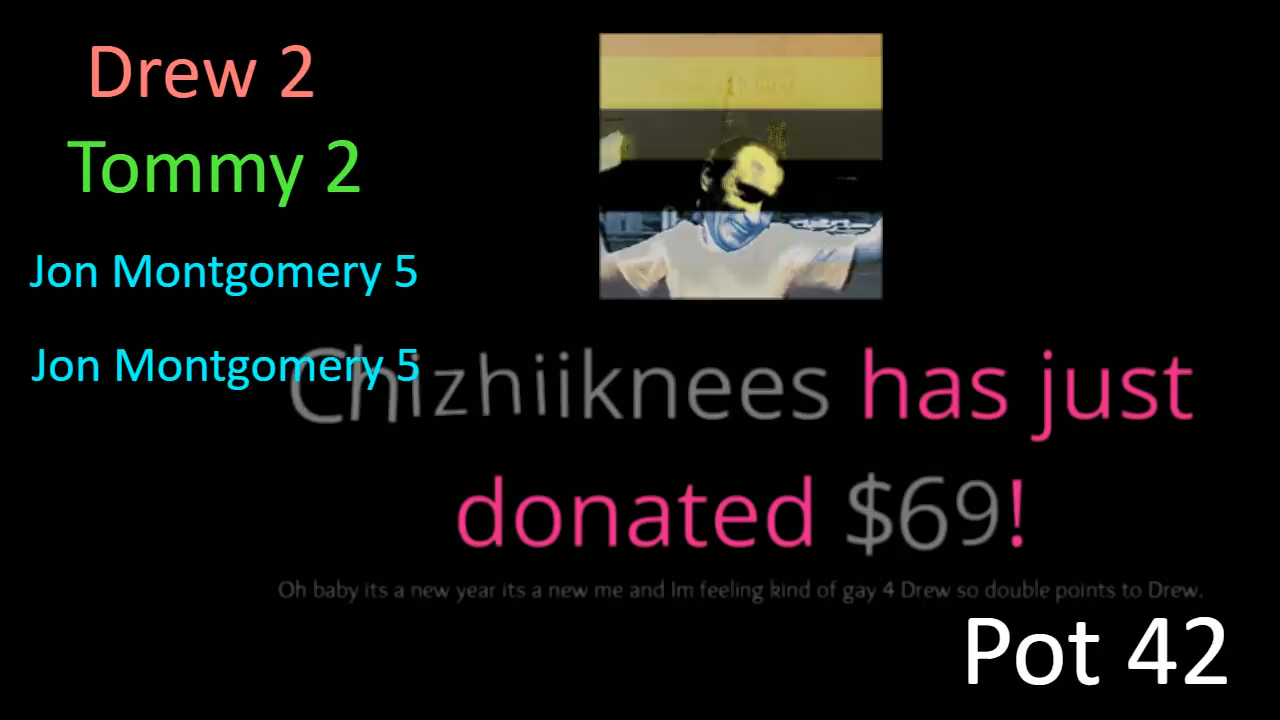 Drew 2
Tommy 2
Jon Montgomery 5
Jon Montgomery 5
Chizhiiknees has just
donated $69!
Oh baby its a new year its a new me and Im feeling kind of gay 4 Drew so double points to Drew.
Pot 42